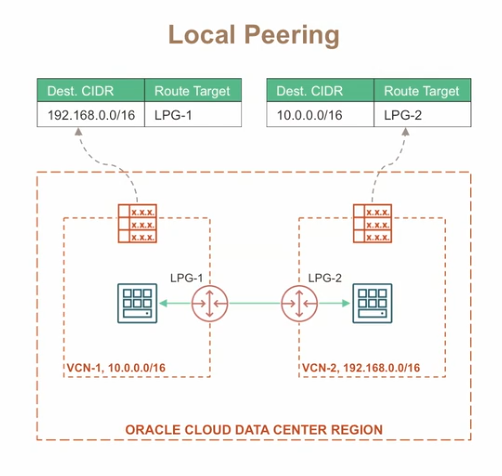 Local Peering
Dest. CIDR Route Target
192.168.0.0/16 LPG-1
Dest. CIDR Route Target
10.0.0.0/16 LPG-2
x.x.x.
x.x.x.
x.x.x.
x.x.x.
x.x.x.
x.x.x.
LPG-1
LPG-2
VCN-1, 10.0.0.0/16
VCN-2, 192.168.0.0/16
ORACLE CLOUD DATA CENTER REGION